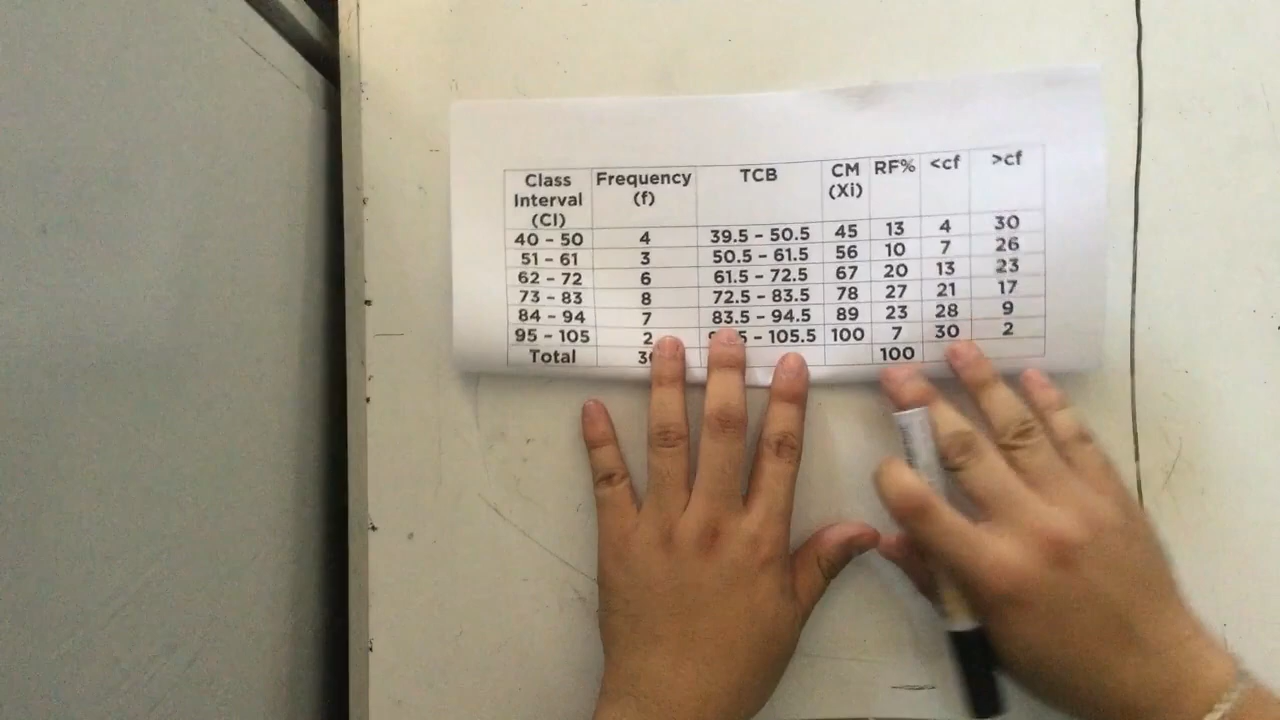 Class Interval (CI) Frequency (f) TCB CM (Xi) RF% <cf >cf
40 - 50 4 39.5 - 50.5 45 13 4 30
51 - 61 3 50.5 - 61.5 56 10 7 26
62 - 72 6 61.5 - 72.5 67 20 13 23
73 - 83 8 72.5 - 83.5 78 27 21 17
84 - 94 7 83.5 - 94.5 89 23 28 9
95 - 105 2 - 105.5 100 7 30 2
Total 100